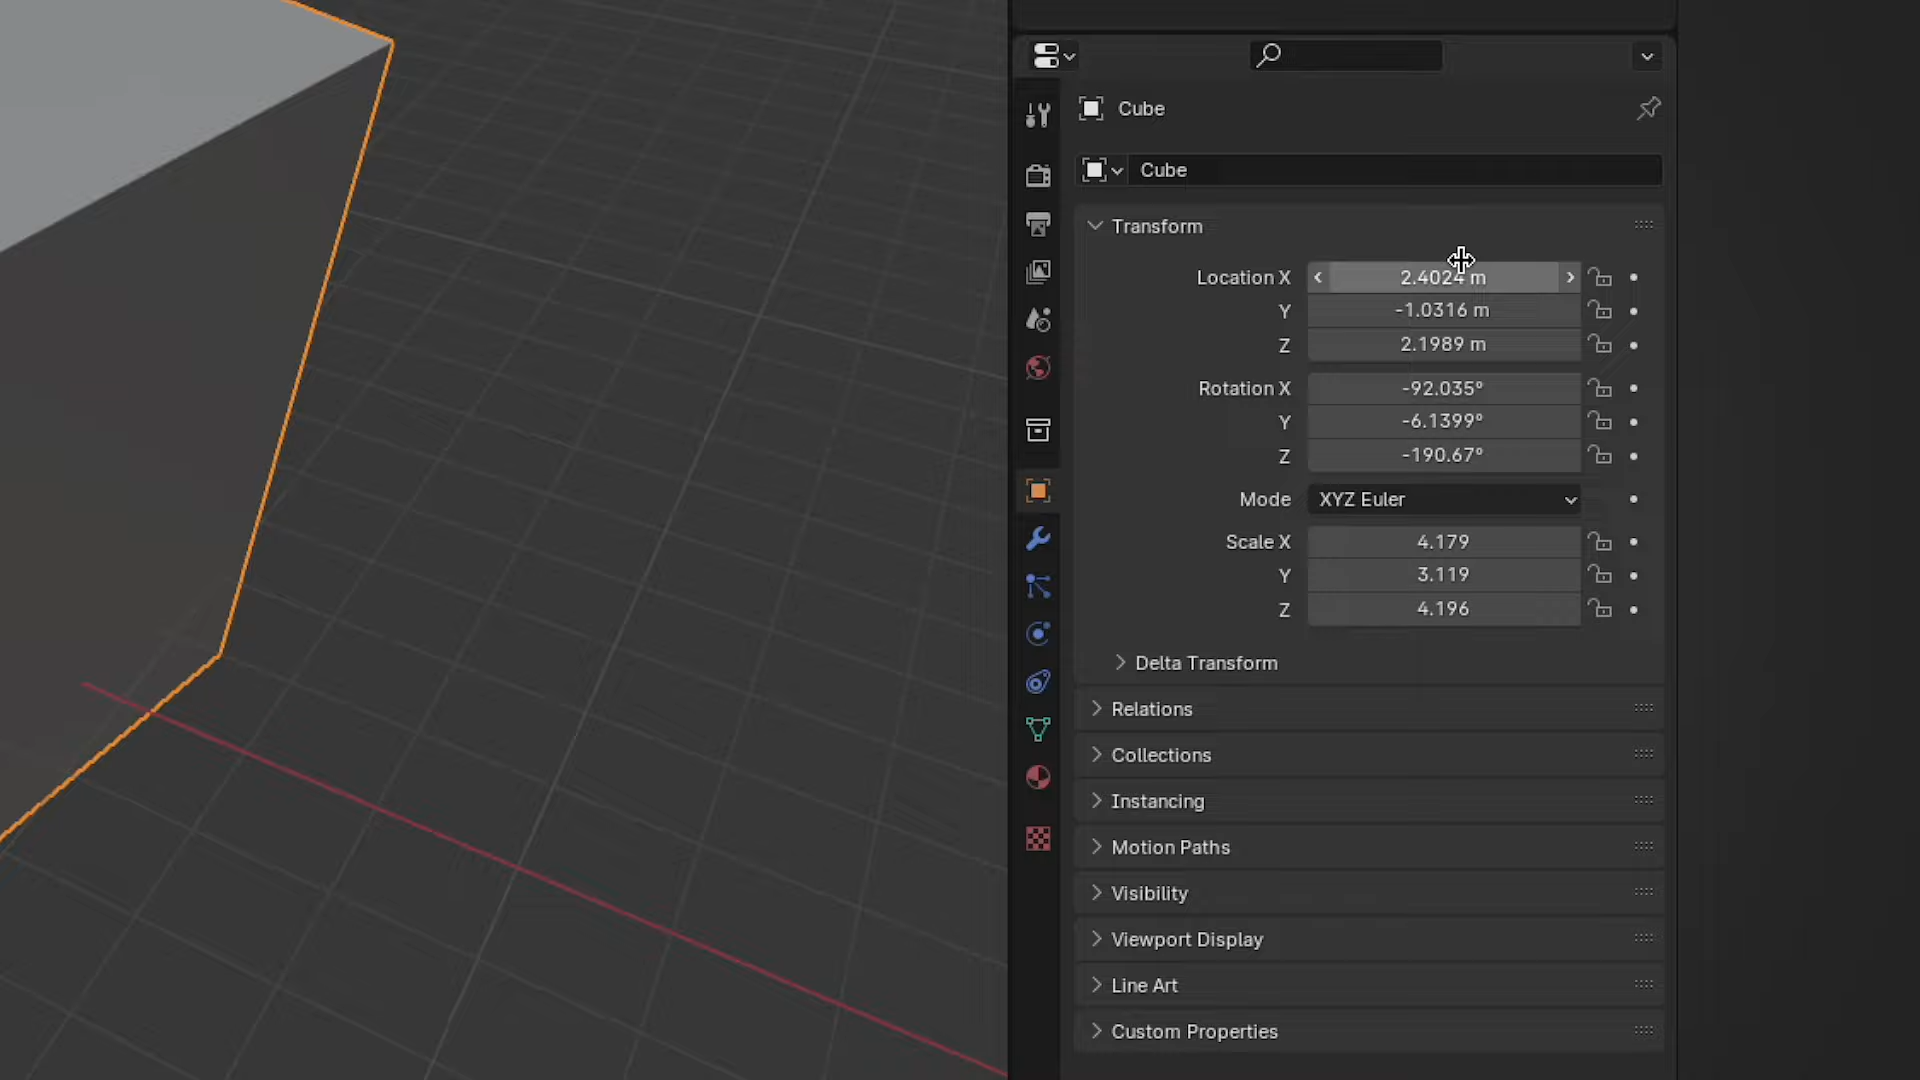 Cube
Cube
Transform
Location X 2.4024 m
Y -1.0316 m
Z 2.1989 m
Rotation X -92.035°
Y -6.1399°
Z -190.67°
Mode XYZ Euler
Scale X 4.179
Y 3.119
Z 4.196
Delta Transform
Relations
Collections
Instancing
Motion Paths
Visibility
Viewport Display
Line Art
Custom Properties